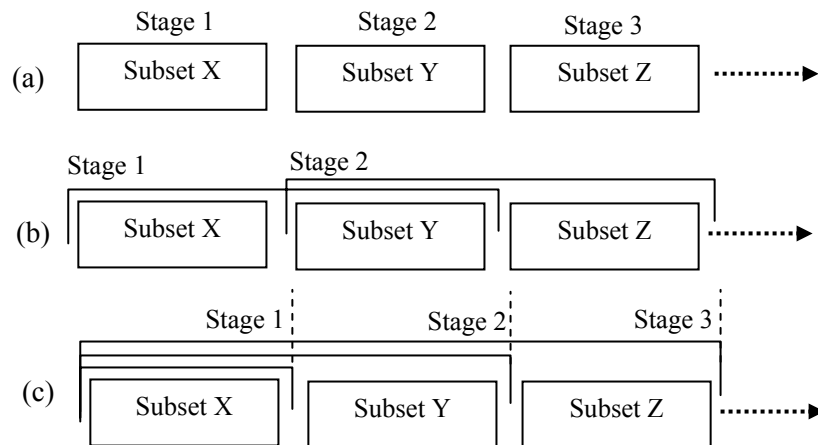 Stage 1 Stage 2 Stage 3
(a) Subset X Subset Y Subset Z
Stage 1 Stage 2
(b) Subset X Subset Y Subset Z
Stage 1 Stage 2 Stage 3
(c) Subset X Subset Y Subset Z